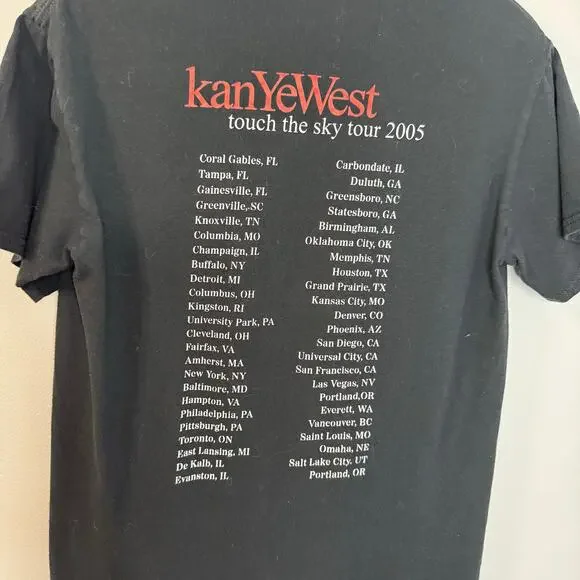 kanYeWest
touch the sky tour 2005
Coral Gables, FL
Tampa, FL
Gainesville, FL
Greenville, SC
Knoxville, TN
Columbia, MO
Champaign, IL
Buffalo, NY
Detroit, MI
Columbus, OH
Kingston, RI
University Park, PA
Cleveland, OH
Fairfax, VA
Amherst, MA
New York, NY
Baltimore, MD
Hampton, VA
Philadelphia, PA
Pittsburgh, PA
Toronto, ON
East Lansing, MI
De Kalb, IL
Evanston, IL
Carbondate, IL
Duluth, GA
Greensboro, NC
Statesboro, GA
Birmingham, AL
Oklahoma City, OK
Memphis, TN
Houston, TX
Grand Prairie, TX
Kansas City, MO
Denver, CO
Phoenix, AZ
San Diego, CA
Universal City, CA
San Francisco, CA
Las Vegas, NV
Portland,OR
Everett, WA
Vancouver, BC
Saint Louis, MO
Omaha, NE
Salt Lake City, UT
Portland, OR